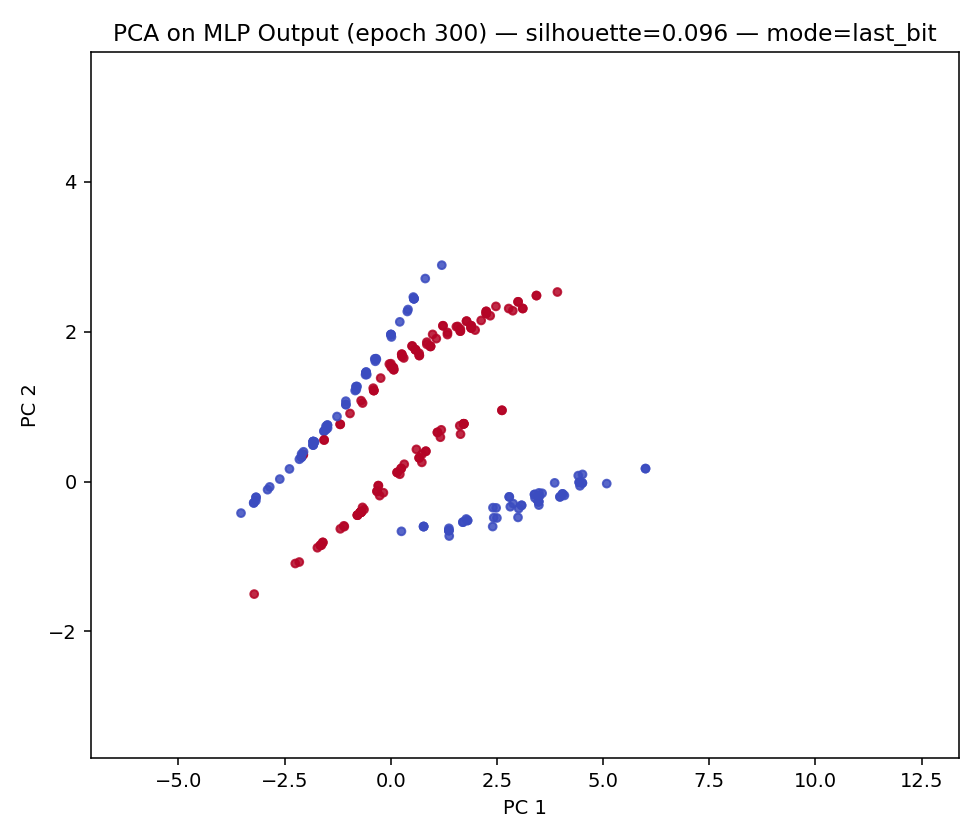 PCA on MLP Output (epoch 300) — silhouette=0.096 — mode=last_bit
PC 2
4
2
0
−2
−5.0 −2.5 0.0 2.5 5.0 7.5 10.0 12.5
PC 1